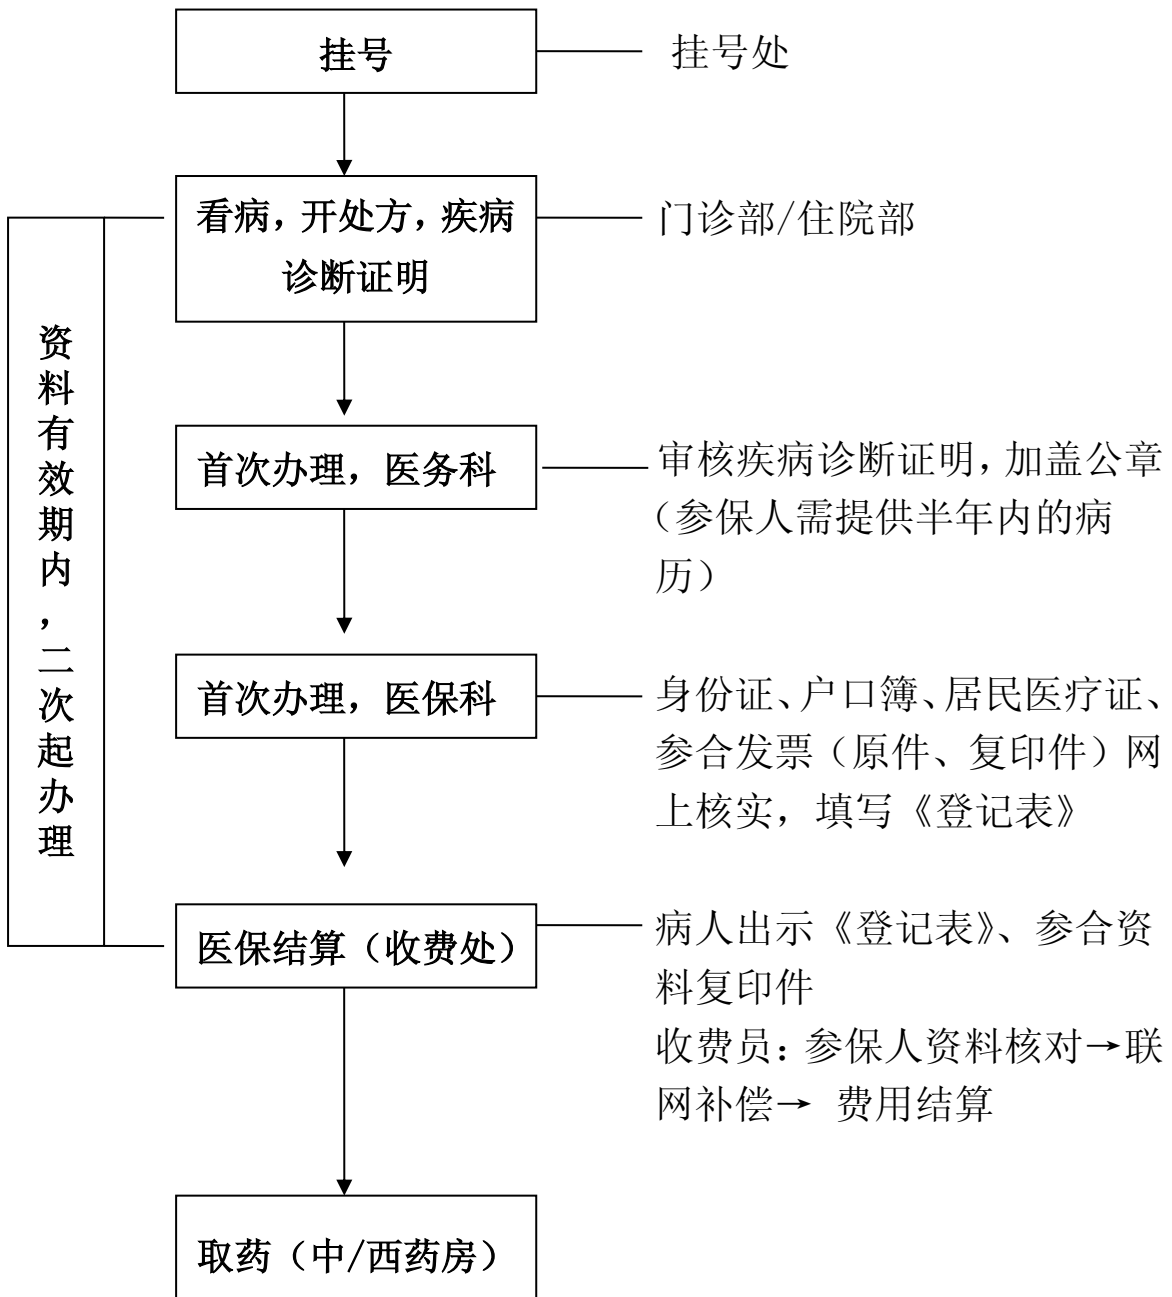 挂号
挂号处
看病，开处方，疾病
诊断证明
门诊部/住院部
资料有效期内，二次起办理
首次办理，医务科
审核疾病诊断证明，加盖公章
（参保人需提供半年内的病
历）
首次办理，医保科
身份证、户口簿、居民医疗证、
参合发票（原件、复印件）网
上核实，填写《登记表》
医保结算（收费处）
病人出示《登记表》、参合资
料复印件
收费员：参保人资料核对→联
网补偿→ 费用结算
取药（中/西药房）